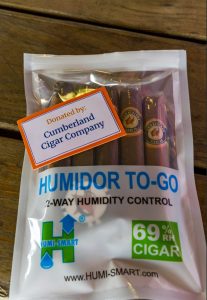 Donated by:
Cumberland
Cigar Company
HUMIDOR TO-GO
2-WAY HUMIDITY CONTROL
H
HUMI-SMART
69% RH
CIGAR
WWW.HUMI-SMART.com